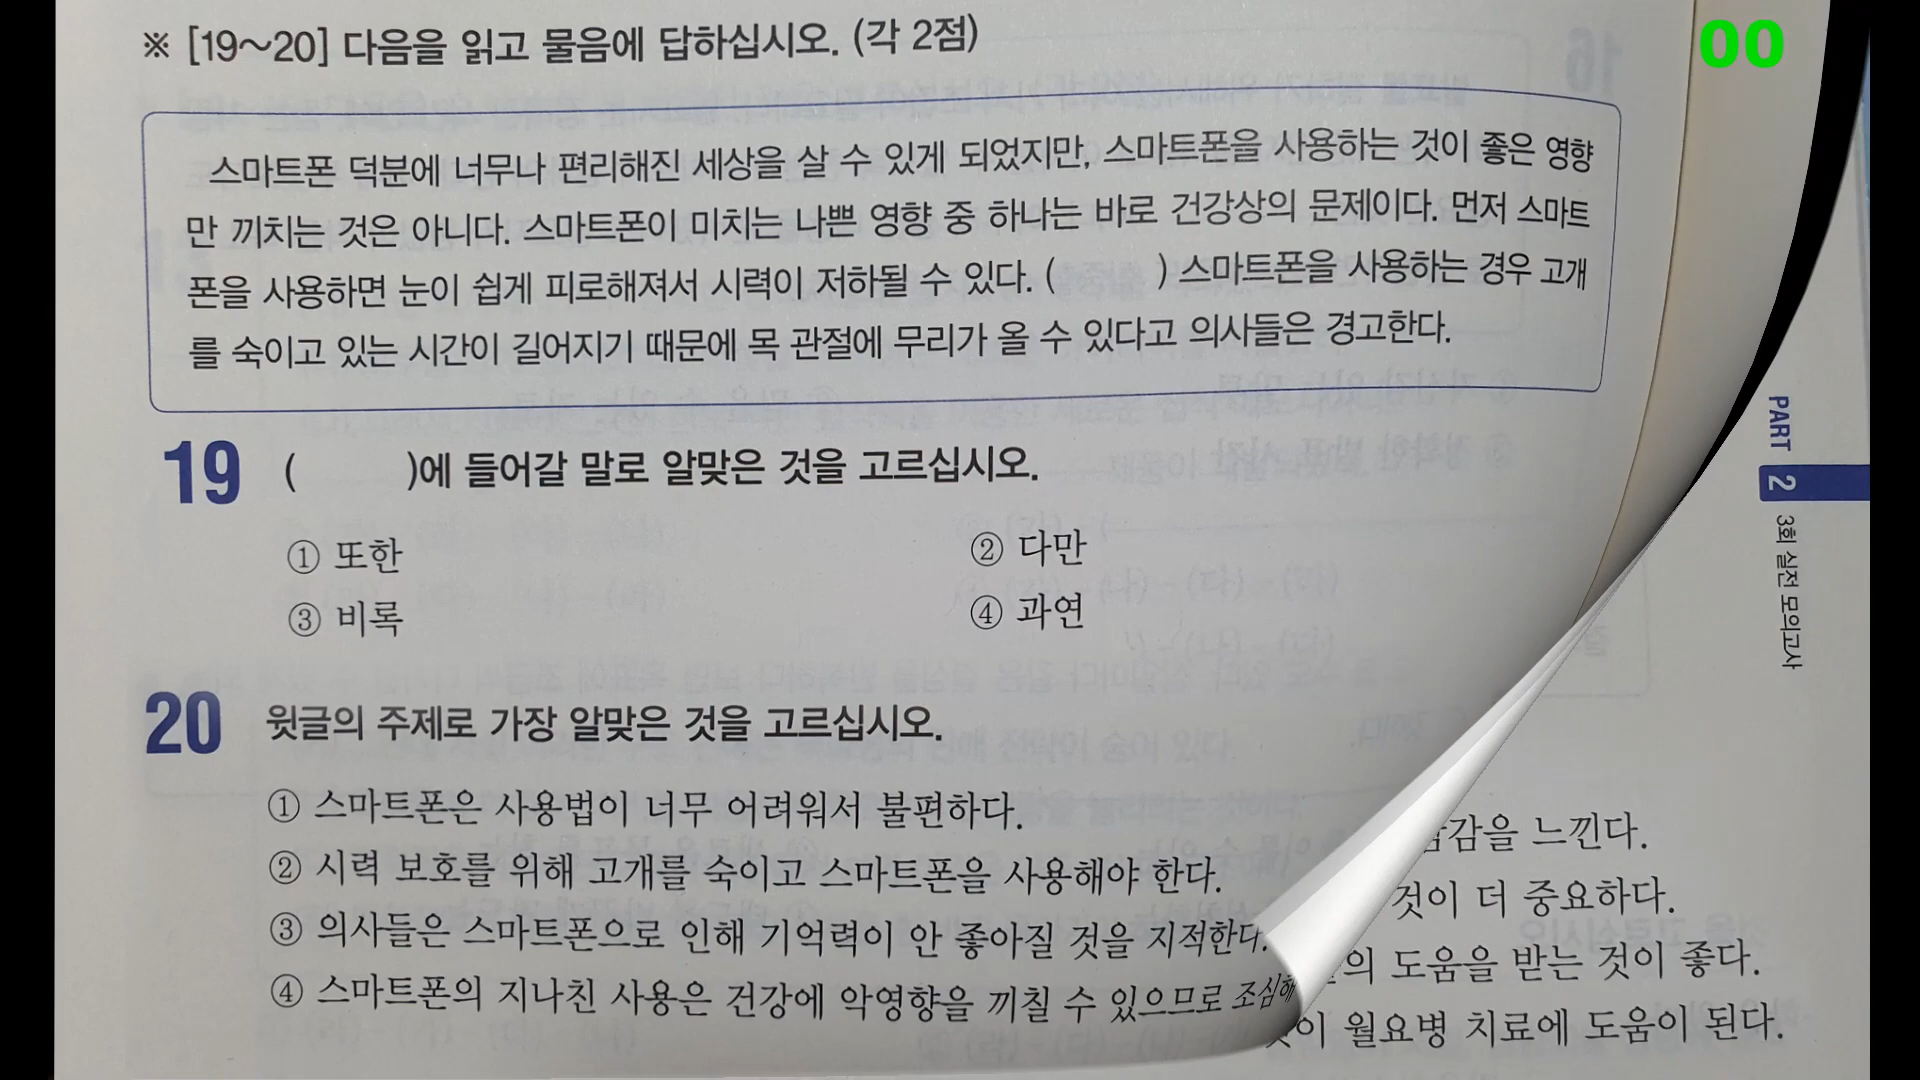 ※ [19~20] 다음을 읽고 물음에 답하십시오. (각 2점)
00
스마트폰 덕분에 너무나 편리해진 세상을 살 수 있게 되었지만, 스마트폰을 사용하는 것이 좋은 영향
만 끼치는 것은 아니다. 스마트폰이 미치는 나쁜 영향 중 하나는 바로 건강상의 문제이다. 먼저 스마트
폰을 사용하면 눈이 쉽게 피로해져서 시력이 저하될 수 있다. ( ) 스마트폰을 사용하는 경우 고개
를 숙이고 있는 시간이 길어지기 때문에 목 관절에 무리가 올 수 있다고 의사들은 경고한다.
19 ( )에 들어갈 말로 알맞은 것을 고르십시오.
① 또한 ② 다만
③ 비록 ④ 과연
20 윗글의 주제로 가장 알맞은 것을 고르십시오.
① 스마트폰은 사용법이 너무 어려워서 불편하다.
② 시력 보호를 위해 고개를 숙이고 스마트폰을 사용해야 한다.
③ 의사들은 스마트폰으로 인해 기억력이 안 좋아질 것을 지적한다.
④ 스마트폰의 지나친 사용은 건강에 악영향을 끼칠 수 있으므로 조심해
감을 느낀다.
것이 더 중요하다.
의 도움을 받는 것이 좋다.
이 월요병 치료에 도움이 된다.
PART 2 3회 실전 모의고사